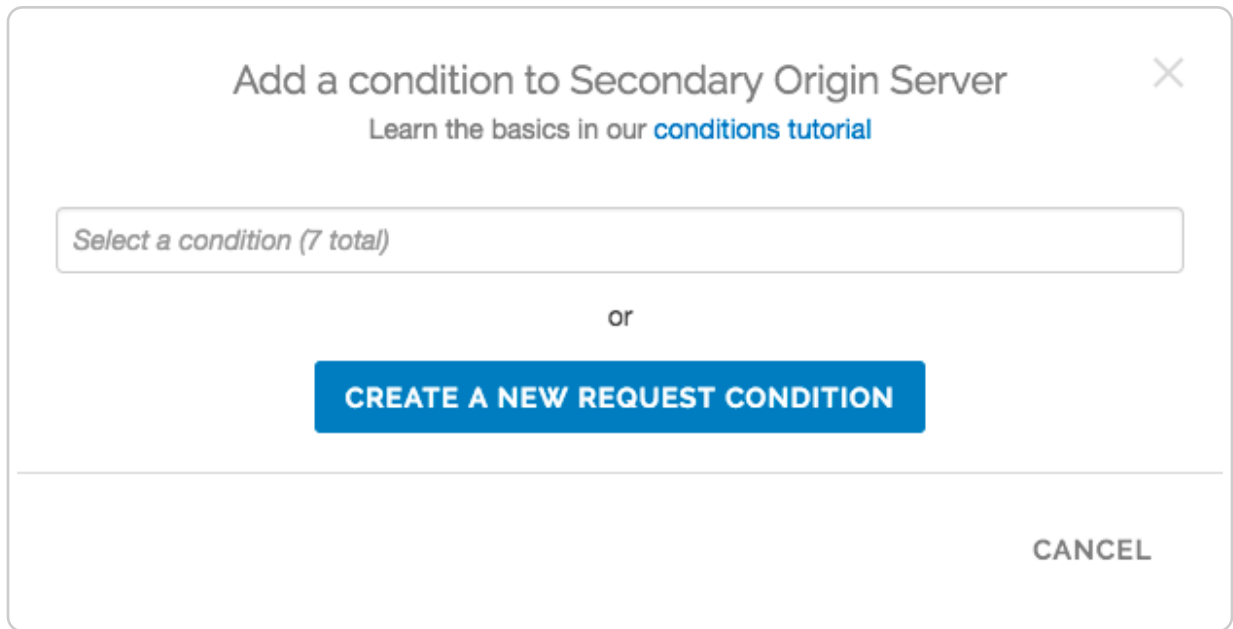 Add a condition to Secondary Origin Server
Learn the basics in our conditions tutorial
Select a condition (7 total)
or
CREATE A NEW REQUEST CONDITION
CANCEL